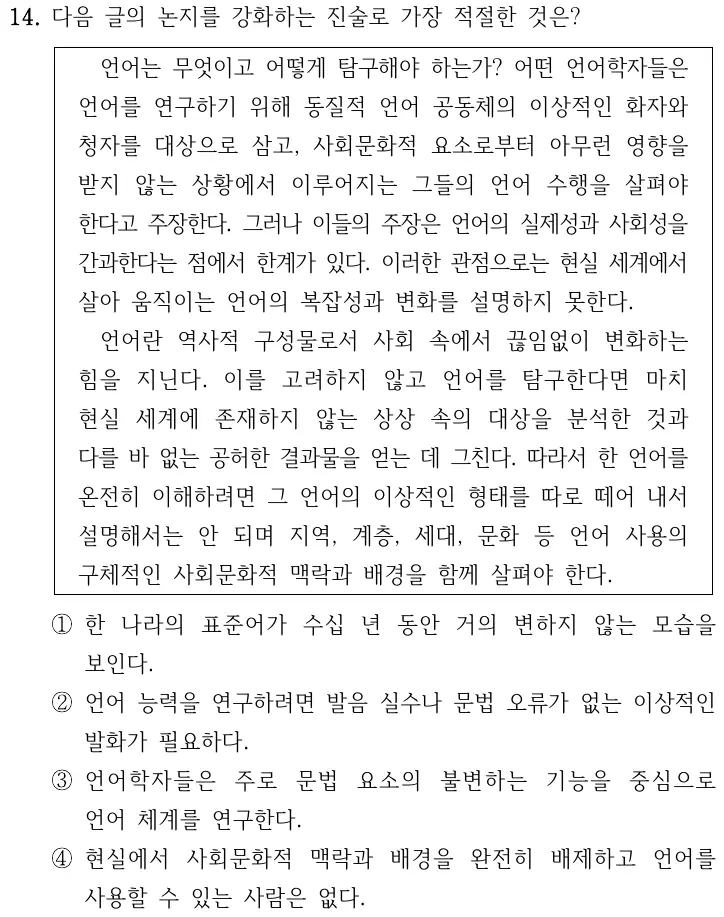 14. 다음 글의 논지를 강화하는 진술로 가장 적절한 것은?
언어는 무엇이고 어떻게 탐구해야 하는가? 어떤 언어학자들은
언어를 연구하기 위해 동질적 언어 공동체의 이상적인 화자와
청자를 대상으로 삼고, 사회문화적 요소로부터 아무런 영향을
받지 않는 상황에서 이루어지는 그들의 언어 수행을 살펴야
한다고 주장한다. 그러나 이들의 주장은 언어의 실제성과 사회성을
간과한다는 점에서 한계가 있다. 이러한 관점으로는 현실 세계에서
살아 움직이는 언어의 복잡성과 변화를 설명하지 못한다.
언어란 역사적 구성물로서 사회 속에서 끊임없이 변화하는
힘을 지닌다. 이를 고려하지 않고 언어를 탐구한다면 마치
현실 세계에 존재하지 않는 상상 속의 대상을 분석한 것과
다를 바 없는 공허한 결과물을 얻는 데 그친다. 따라서 한 언어를
온전히 이해하려면 그 언어의 이상적인 형태를 따로 떼어 내서
설명해서는 안 되며 지역, 계층, 세대, 문화 등 언어 사용의
구체적인 사회문화적 맥락과 배경을 함께 살펴야 한다.
① 한 나라의 표준어가 수십 년 동안 거의 변하지 않는 모습을
보인다.
② 언어 능력을 연구하려면 발음 실수나 문법 오류가 없는 이상적인
발화가 필요하다.
③ 언어학자들은 주로 문법 요소의 불변하는 기능을 중심으로
언어 체계를 연구한다.
④ 현실에서 사회문화적 맥락과 배경을 완전히 배제하고 언어를
사용할 수 있는 사람은 없다.